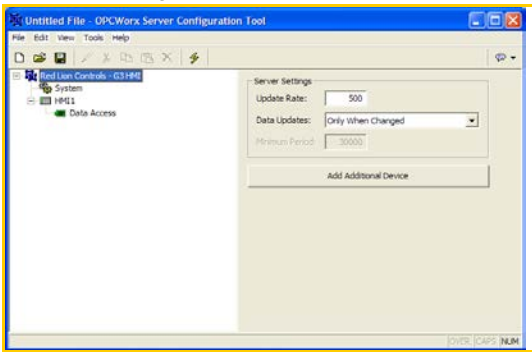 Untitled File - OPCWorx Server Configuration Tool
File Edit View Tools Help
Red Lion Controls - G3 HMI
System
HMI1
Data Access
Server Settings
Update Rate: 500
Data Updates: Only When Changed
Minimum Period: 30000
Add Additional Device
OVER CAPS NUM